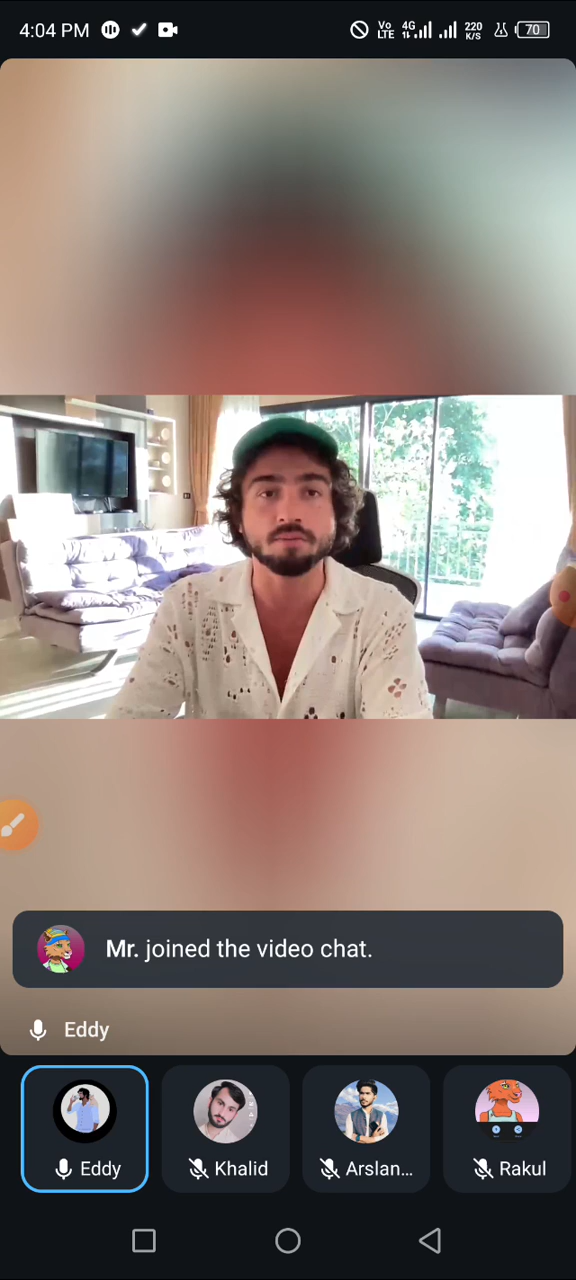 4:04 PM
Vo
LTE
4G
220
K/S
70
Mr. joined the video chat.
Eddy
Eddy
Khalid
Arslan...
Rakul